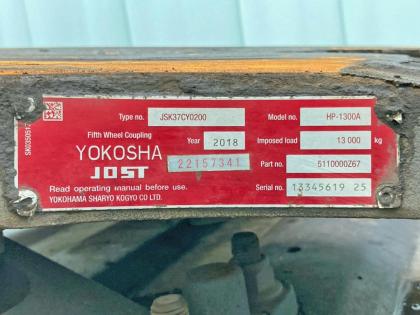 Type no. JSK37CY0200 Model no. HP-1300A
Fifth Wheel Coupling Year 2018 Imposed load 13 000 kg
YOKOSHA 22157341 Part no. 5110000Z67
JOST Serial no. 13345619 25
Read operating manual before use.
YOKOHAMA SHARYO KOGYO CO LTD.